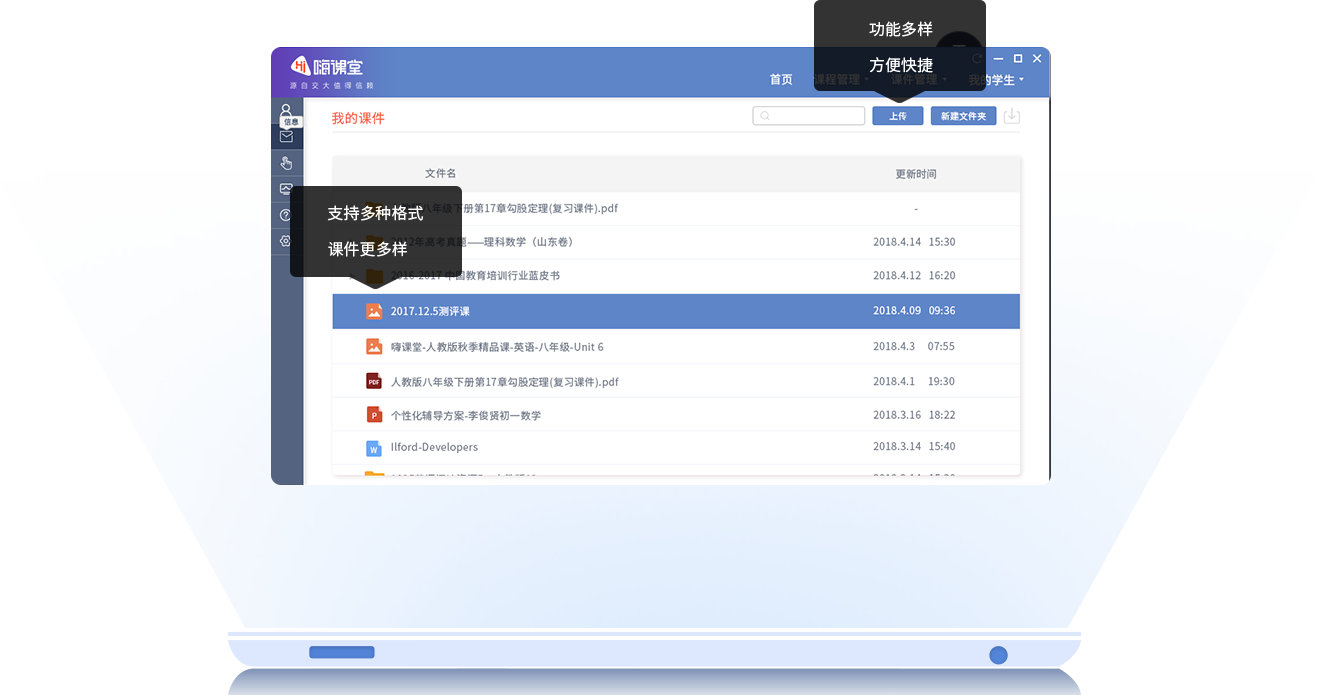 功能多样
方便快捷
Hi 嗨课堂
源自交大值得信赖
首页 课程管理 课件管理 我的学生
信息
我的课件
上传 新建文件夹
文件名 更新时间
支持多种格式
课件更多样
八年级下册第17章勾股定理(复习课件).pdf -
2012年高考真题——理科数学（山东卷） 2018.4.14 15:30
2016-2017 中国教育培训行业蓝皮书 2018.4.12 16:20
2017.12.5测评课 2018.4.09 09:36
嗨课堂-人教版秋季精品课-英语-八年级-Unit 6 2018.4.3 07:55
PDF 人教版八年级下册第17章勾股定理(复习课件).pdf 2018.4.1 19:30
P 个性化辅导方案-李俊贤初一数学 2018.3.16 18:22
W Ilford-Developers 2018.3.14 15:40